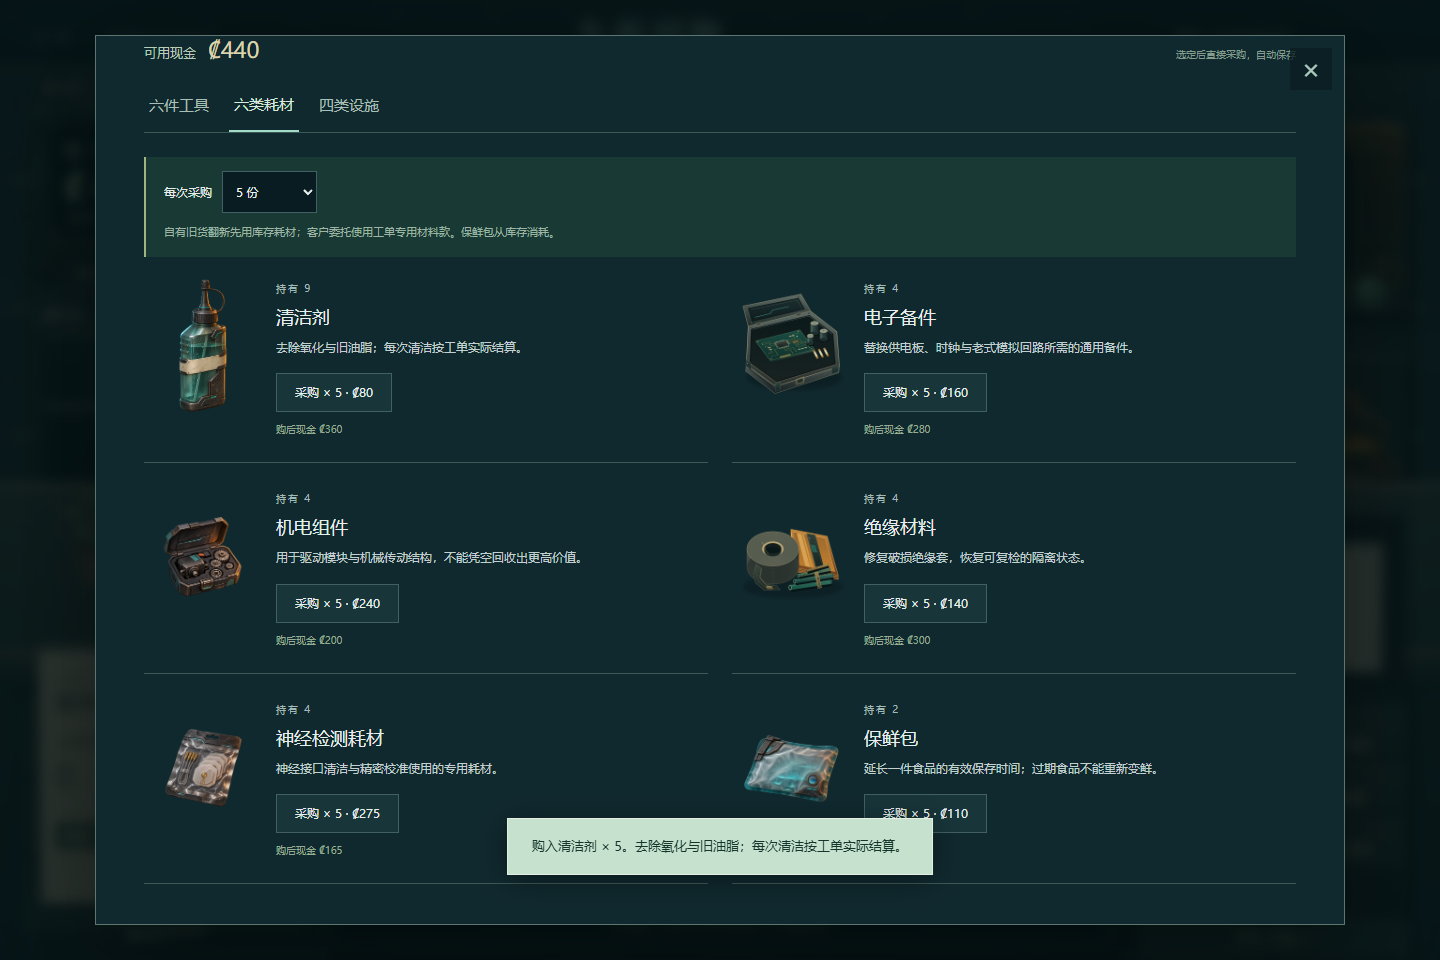 可用现金 ₡440
选定后直接采购，自动保存
六件工具 六类耗材 四类设施
每次采购 5 份
自有旧货翻新先用库存耗材；客户委托使用工单专用材料款。保鲜包从库存消耗。
持有 9
清洁剂
去除氧化与旧油脂；每次清洁按工单实际结算。
采购 × 5 · ₡80
购后现金 ₡360
持有 4
电子备件
替换供电板、时钟与老式模拟回路所需的通用备件。
采购 × 5 · ₡160
购后现金 ₡280
持有 4
机电组件
用于驱动模块与机械传动结构，不能凭空回收出更高价值。
采购 × 5 · ₡240
购后现金 ₡200
持有 4
绝缘材料
修复破损绝缘套，恢复可复检的隔离状态。
采购 × 5 · ₡140
购后现金 ₡300
持有 4
神经检测耗材
神经接口清洁与精密校准使用的专用耗材。
采购 × 5 · ₡275
购后现金 ₡165
持有 2
保鲜包
延长一件食品的有效保存时间；过期食品不能重新变鲜。
采购 × 5 · ₡110
购入清洁剂 × 5。去除氧化与旧油脂；每次清洁按工单实际结算。